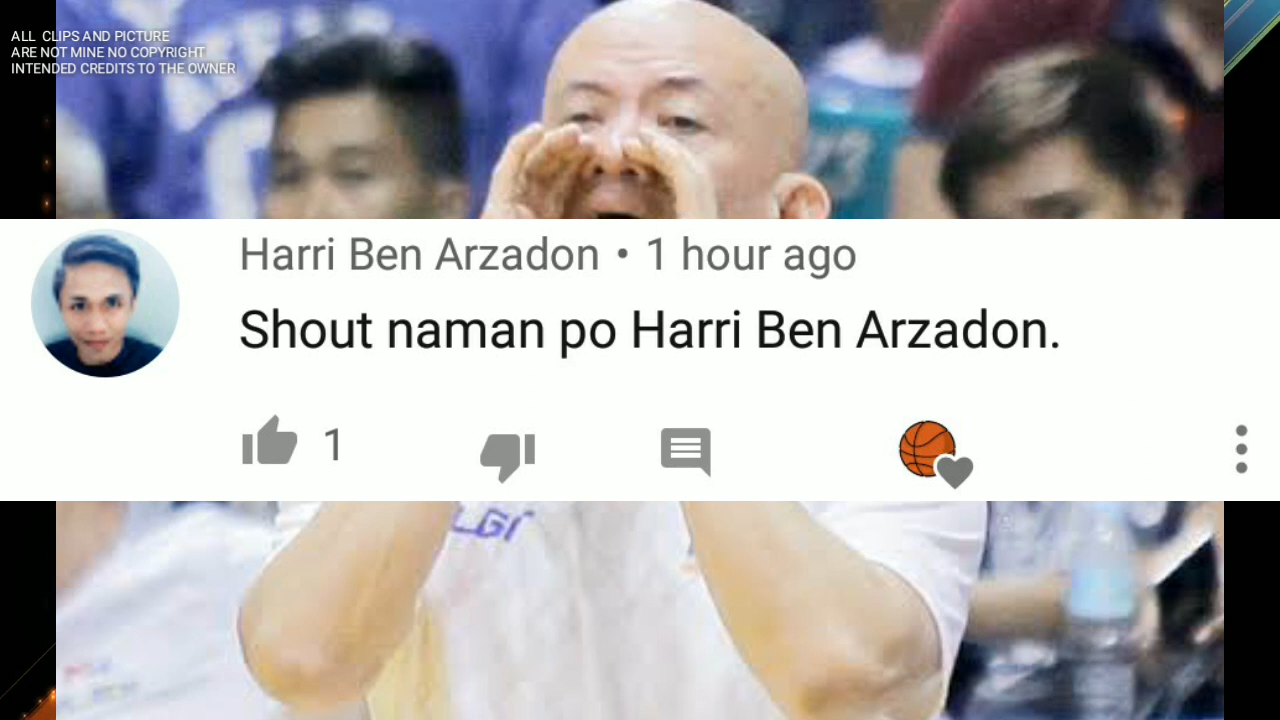 ALL CLIPS AND PICTURE
ARE NOT MINE NO COPYRIGHT
INTENDED CREDITS TO THE OWNER
Harri Ben Arzadon • 1 hour ago
Shout naman po Harri Ben Arzadon.
1